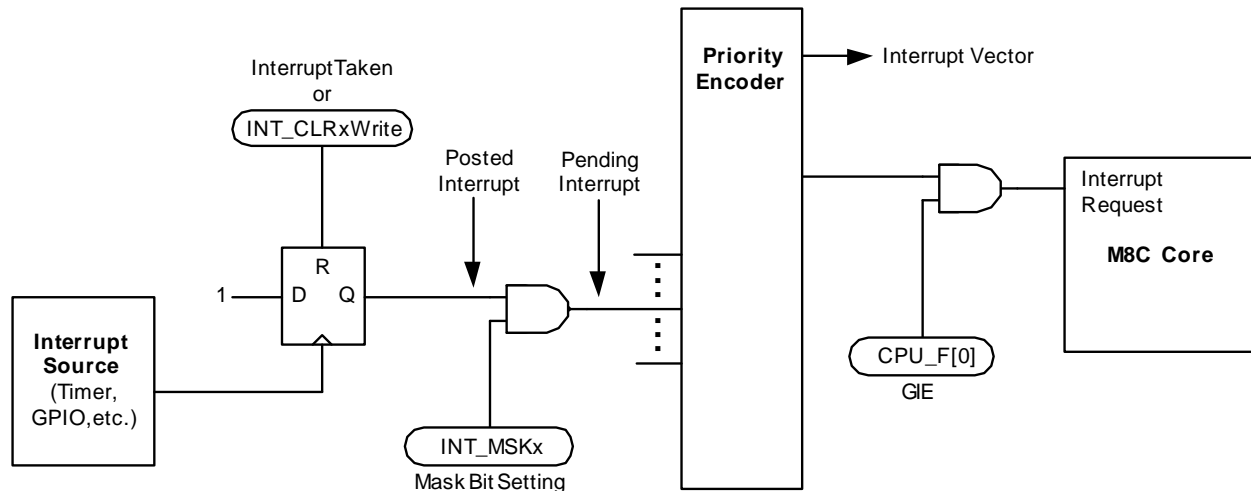 InterruptTaken
or
INT_CLRxWrite
Posted
Interrupt
Pending
Interrupt
Priority
Encoder
Interrupt Vector
Interrupt
Request
M8C Core
R
1
D Q
Interrupt
Source
(Timer,
GPIO,etc.)
INT_MSKx
Mask Bit Setting
CPU_F[0]
GIE